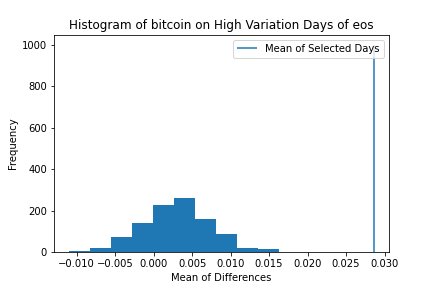 Histogram of bitcoin on High Variation Days of eos
Mean of Selected Days
1000
800
600
400
200
0
Frequency
−0.010 −0.005 0.000 0.005 0.010 0.015 0.020 0.025 0.030
Mean of Differences